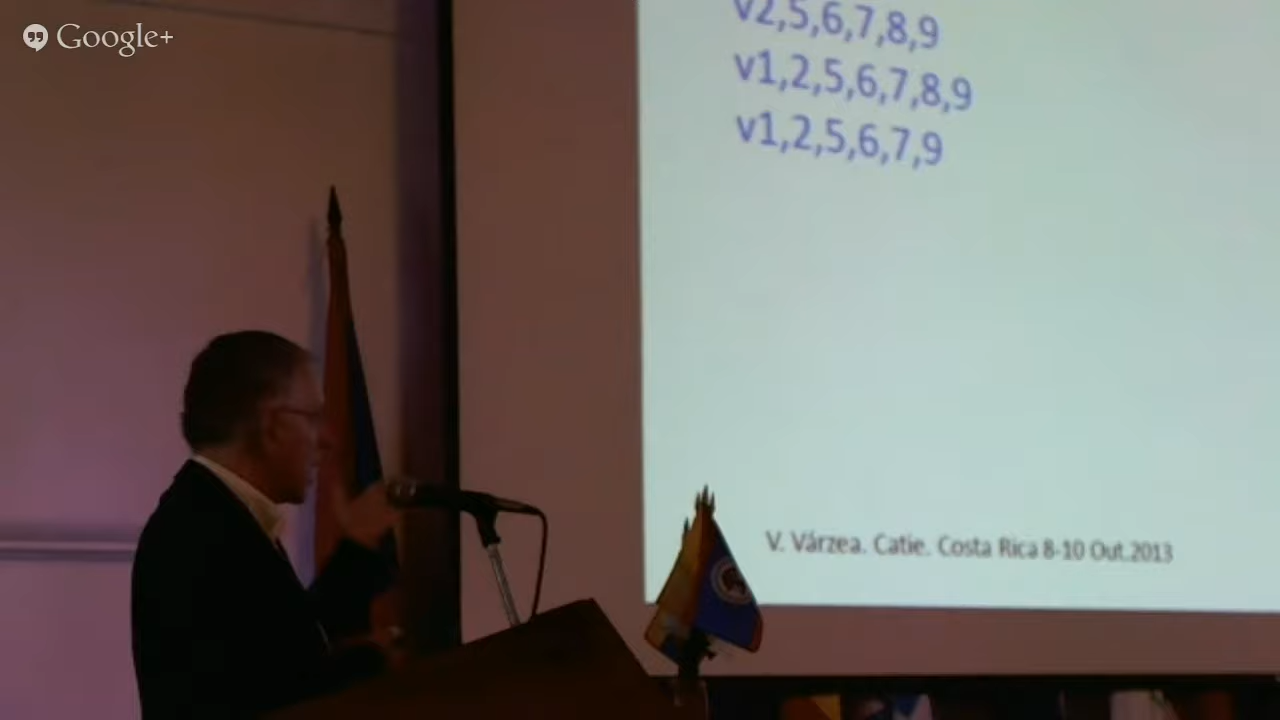 Google+
v2,5,6,7,8,9
v1,2,5,6,7,8,9
v1,2,5,6,7,9
V. Várzea. Catie. Costa Rica 8-10 Out.2013